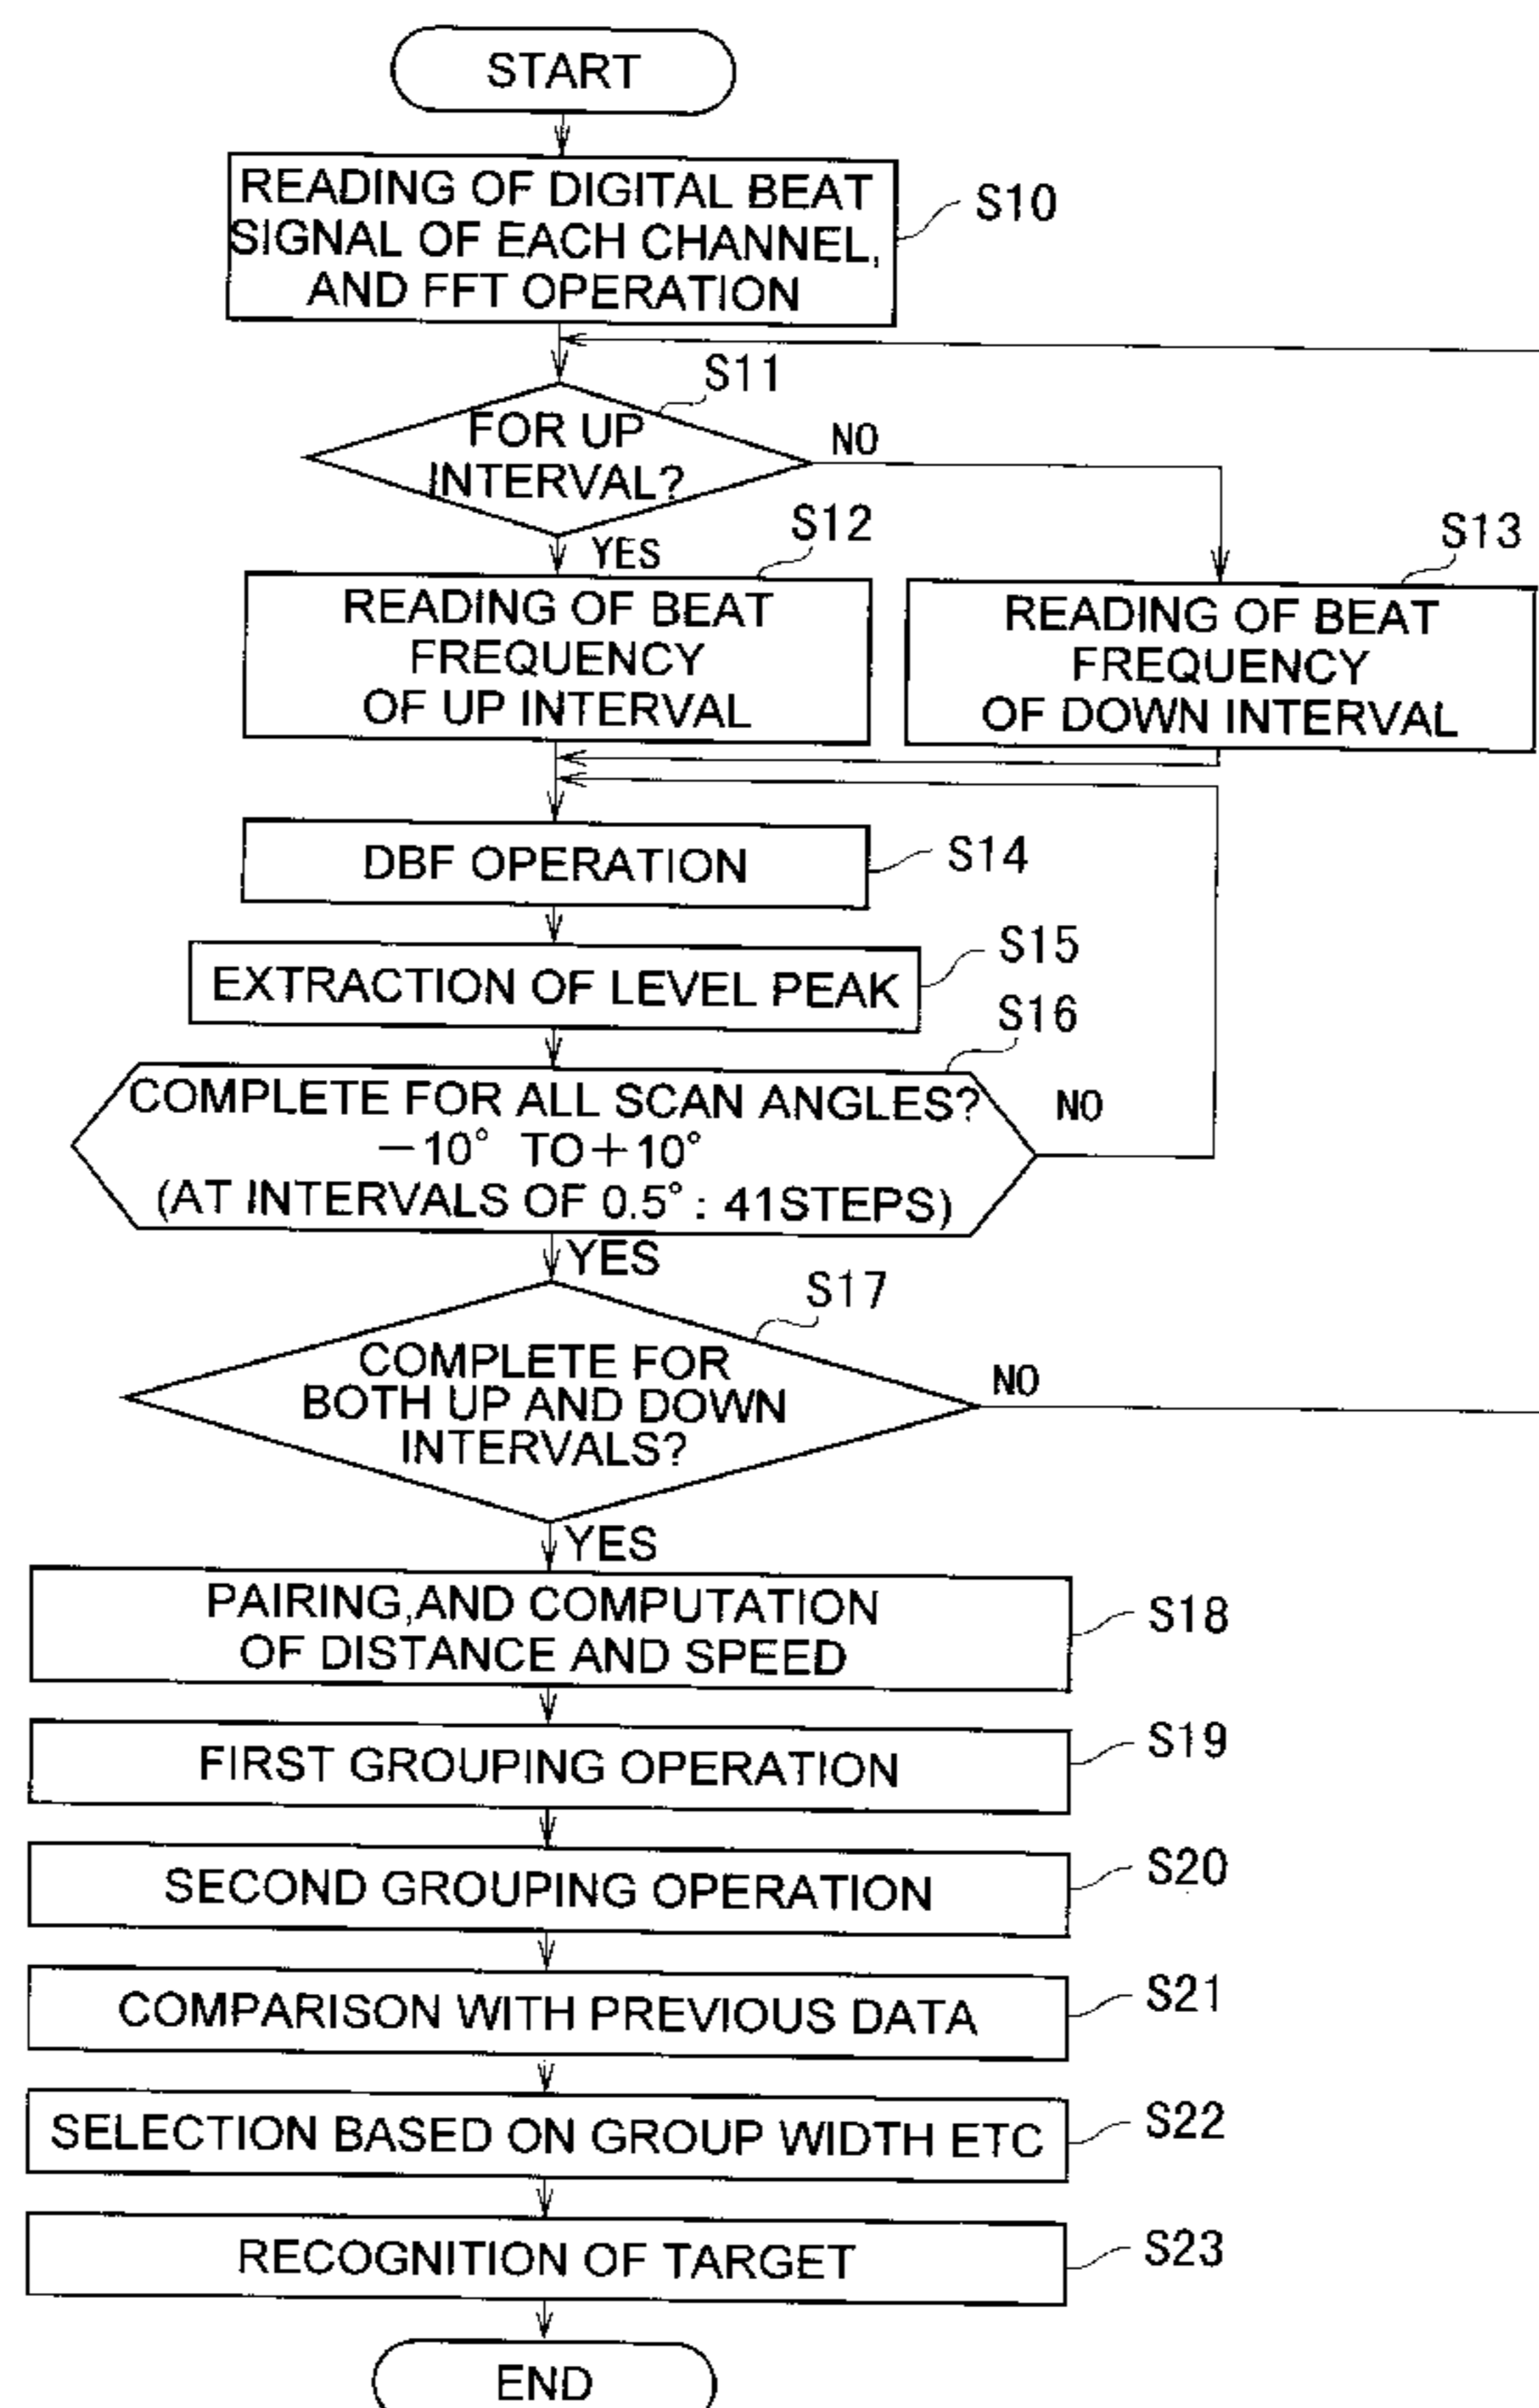 START
READING OF DIGITAL BEAT
SIGNAL OF EACH CHANNEL,
AND FFT OPERATION
S10
S11
FOR UP
INTERVAL?
NO
YES
S12
READING OF BEAT
FREQUENCY
OF UP INTERVAL
S13
READING OF BEAT
FREQUENCY
OF DOWN INTERVAL
DBF OPERATION
S14
EXTRACTION OF LEVEL PEAK
S15
S16
COMPLETE FOR ALL SCAN ANGLES?
−10° TO+10°
(AT INTERVALS OF 0.5°: 41STEPS)
NO
YES
S17
COMPLETE FOR
BOTH UP AND DOWN
INTERVALS?
NO
YES
PAIRING,AND COMPUTATION
OF DISTANCE AND SPEED
S18
FIRST GROUPING OPERATION
S19
SECOND GROUPING OPERATION
S20
COMPARISON WITH PREVIOUS DATA
S21
SELECTION BASED ON GROUP WIDTH ETC
S22
RECOGNITION OF TARGET
S23
END